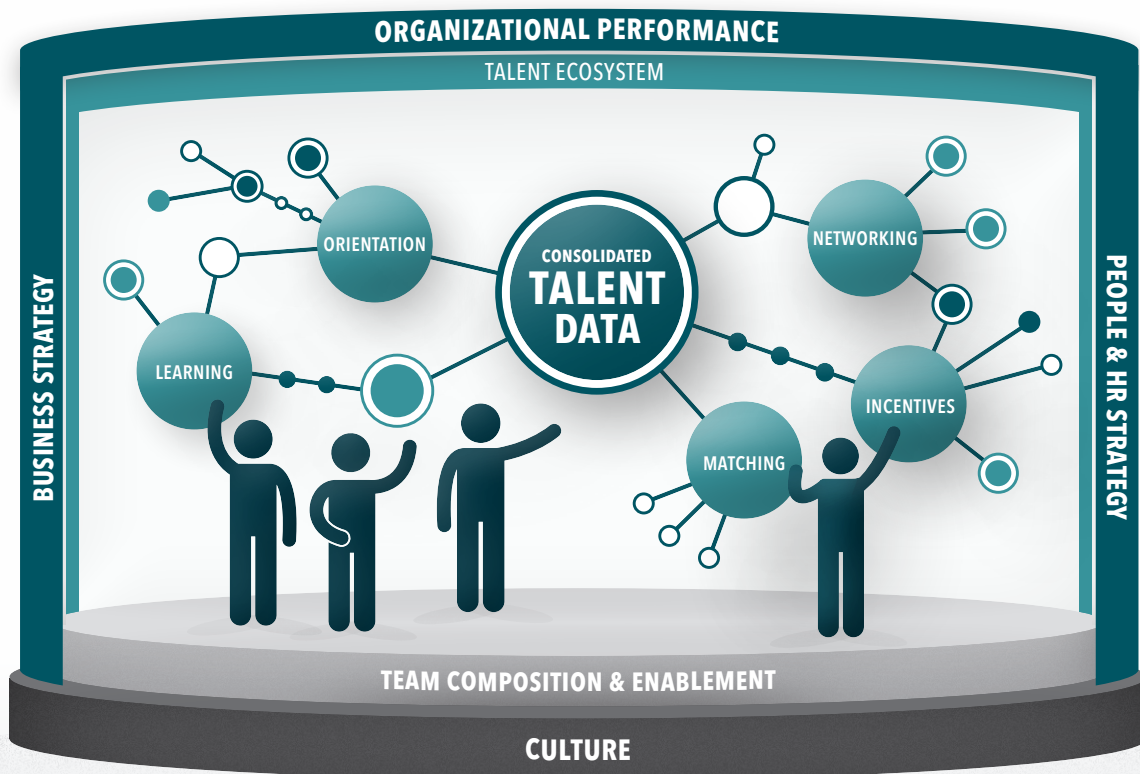 ORGANIZATIONAL PERFORMANCE
TALENT ECOSYSTEM
BUSINESS STRATEGY
PEOPLE & HR STRATEGY
ORIENTATION
CONSOLIDATED
TALENT
DATA
NETWORKING
LEARNING
INCENTIVES
MATCHING
TEAM COMPOSITION & ENABLEMENT
CULTURE